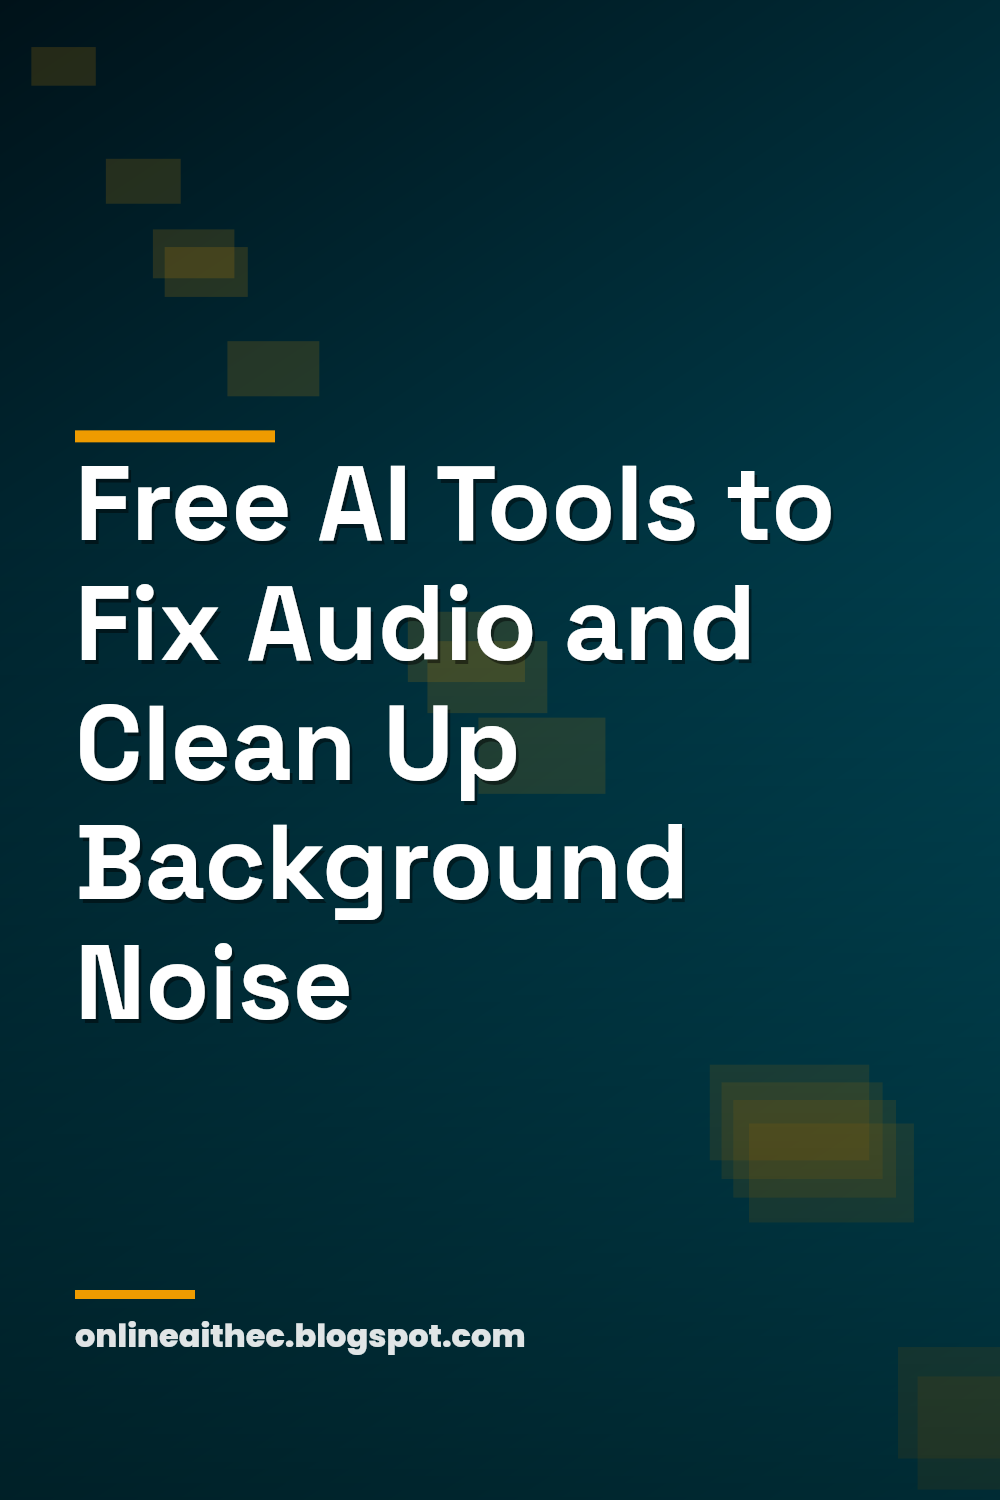 Free AI Tools to
Fix Audio and
Clean Up
Background
Noise
onlineaithec.blogspot.com